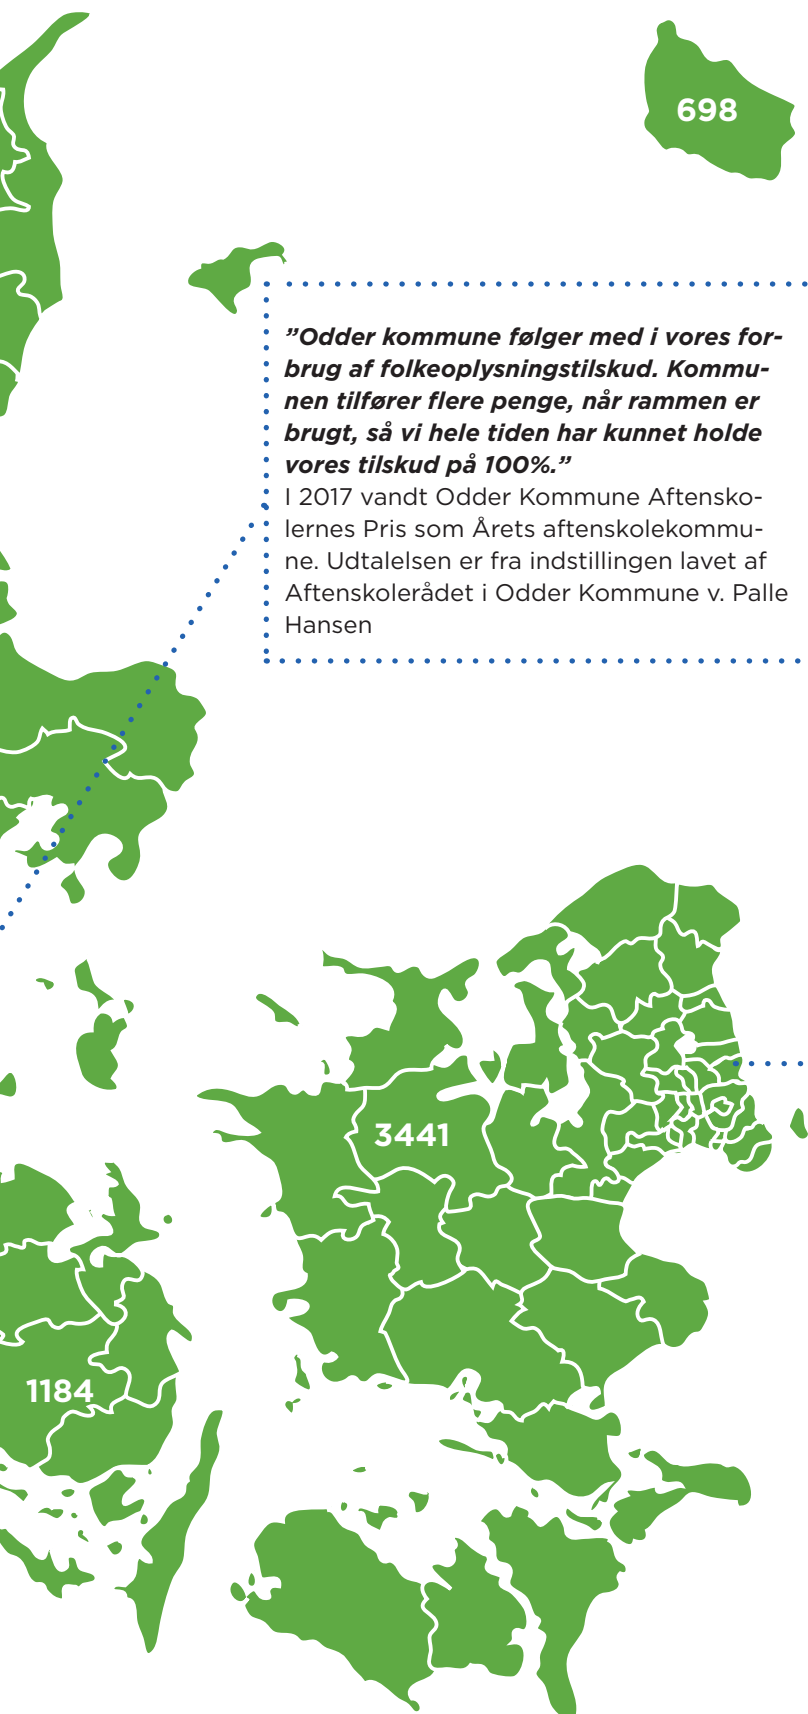 698
”Odder kommune følger med i vores for-
brug af folkeoplysningstilskud. Kommu-
nen tilfører flere penge, når rammen er
brugt, så vi hele tiden har kunnet holde
vores tilskud på 100%.”
I 2017 vandt Odder Kommune Aftensko-
lernes Pris som Årets aftenskolekommu-
ne. Udtalelsen er fra indstillingen lavet af
Aftenskolerådet i Odder Kommune v. Palle
Hansen
3441
1184